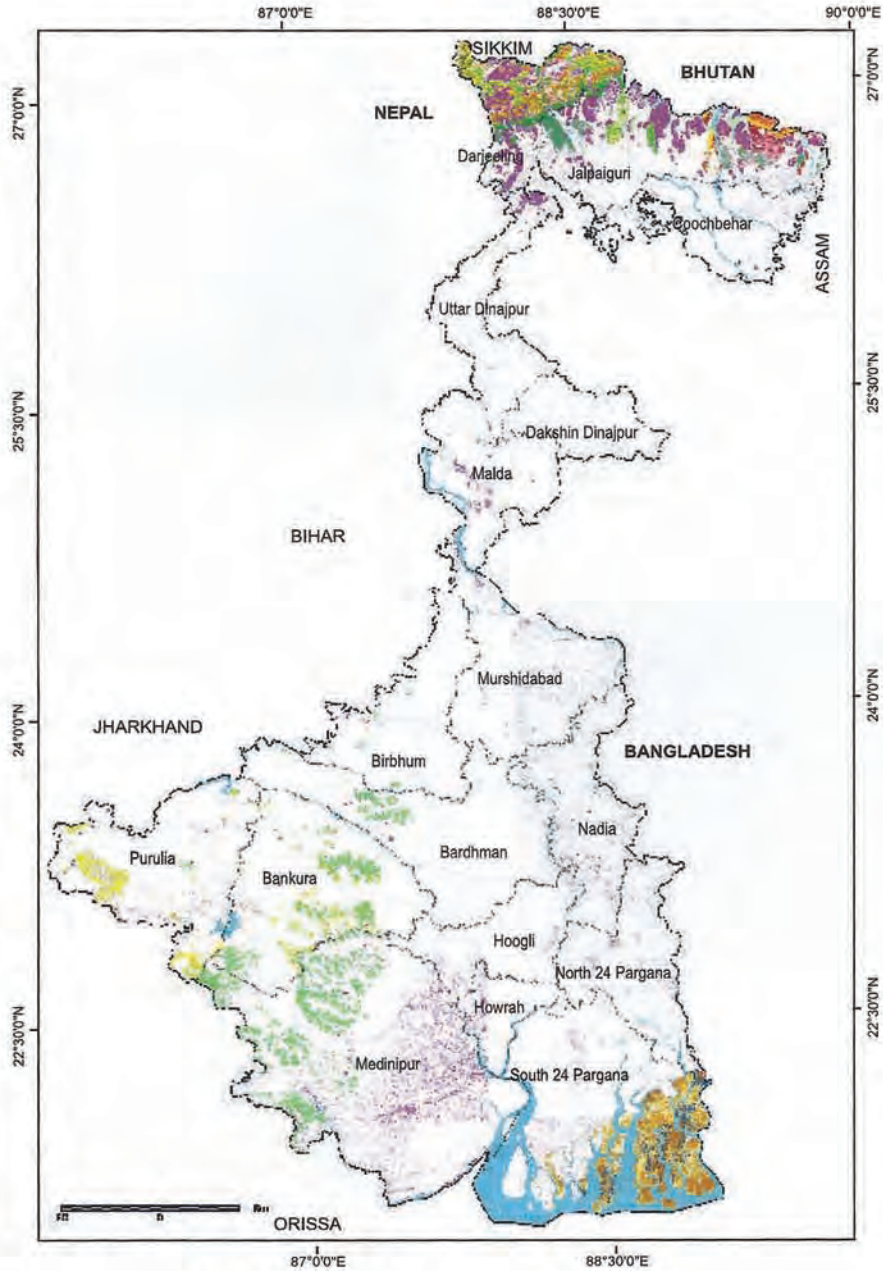 87°0'0"E
88°30'0"E
90°0'0"E
SIKKIM
BHUTAN
27°0'0"N
27°0'0"N
NEPAL
Darjeeling
Jalpaiguri
Coochbehar
ASSAM
Uttar Dinajpur
25°30'0"N
25°30'0"N
Dakshin Dinajpur
Malda
BIHAR
Murshidabad
24°0'0"N
24°0'0"N
JHARKHAND
BANGLADESH
Birbhum
Nadia
Purulia
Bardhman
Bankura
Hoogli
North 24 Pargana
Howrah
22°30'0"N
22°30'0"N
Medinipur
South 24 Pargana
ORISSA
87°0'0"E
88°30'0"E